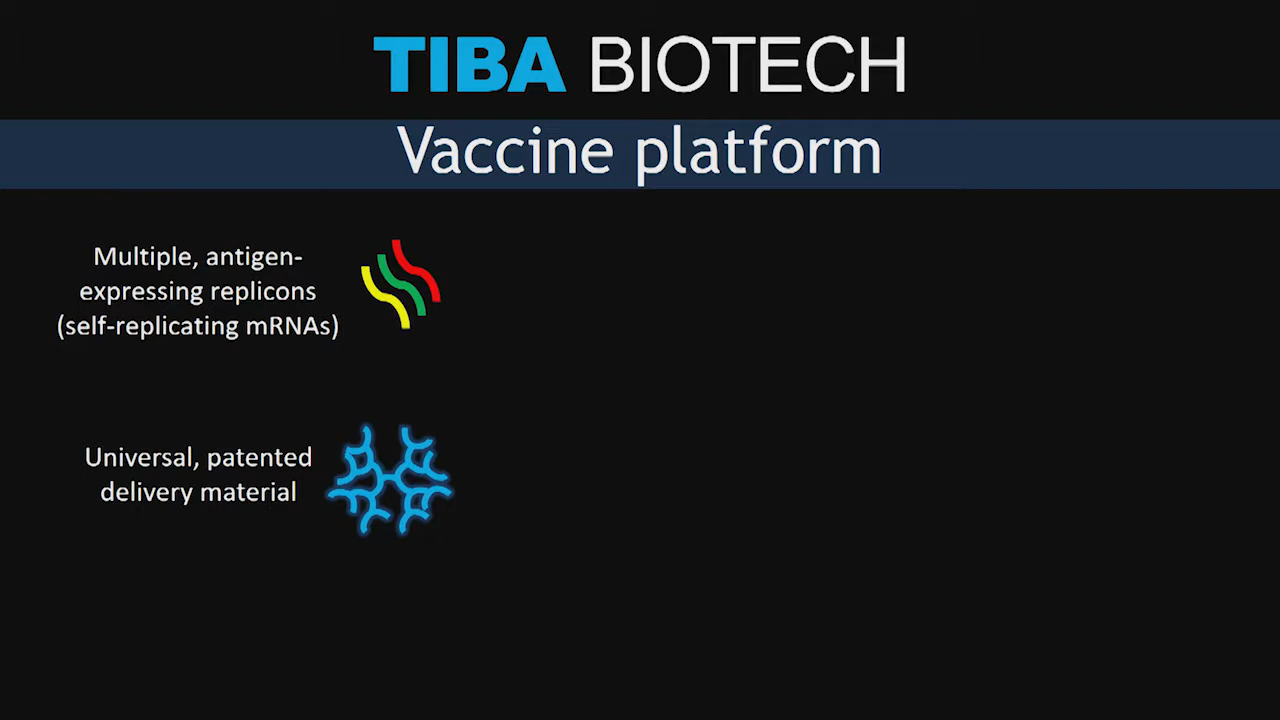 TIBA BIOTECH
Vaccine platform
Multiple, antigen-
expressing replicons
(self-replicating mRNAs)
Universal, patented
delivery material